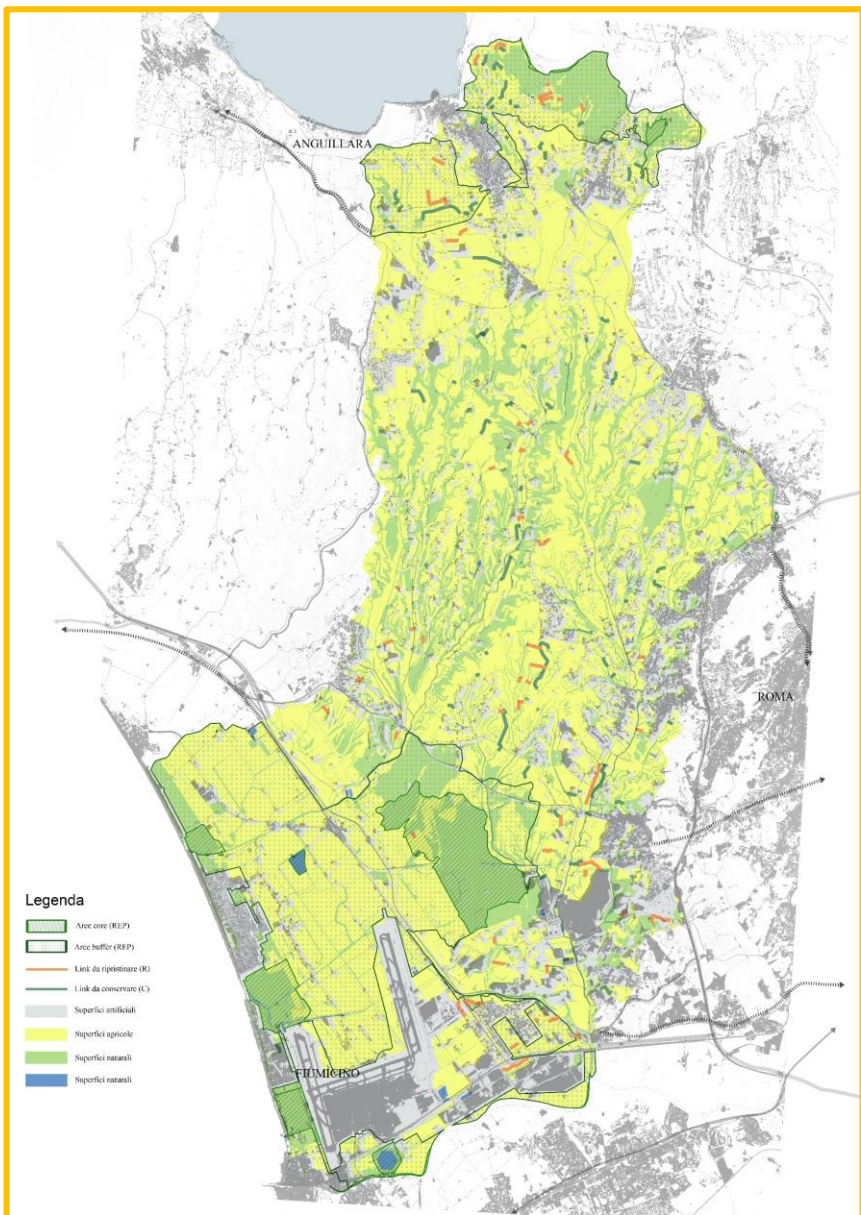 ANGUILLARA
ROMA
Legenda
Aree core (REP)
Aree buffer (REP)
Link da ripristinare (R)
Link da conservare (C)
Superfici artificiali
Superfici agricole
Superfici naturali
Superfici naturali
FIUMICINO